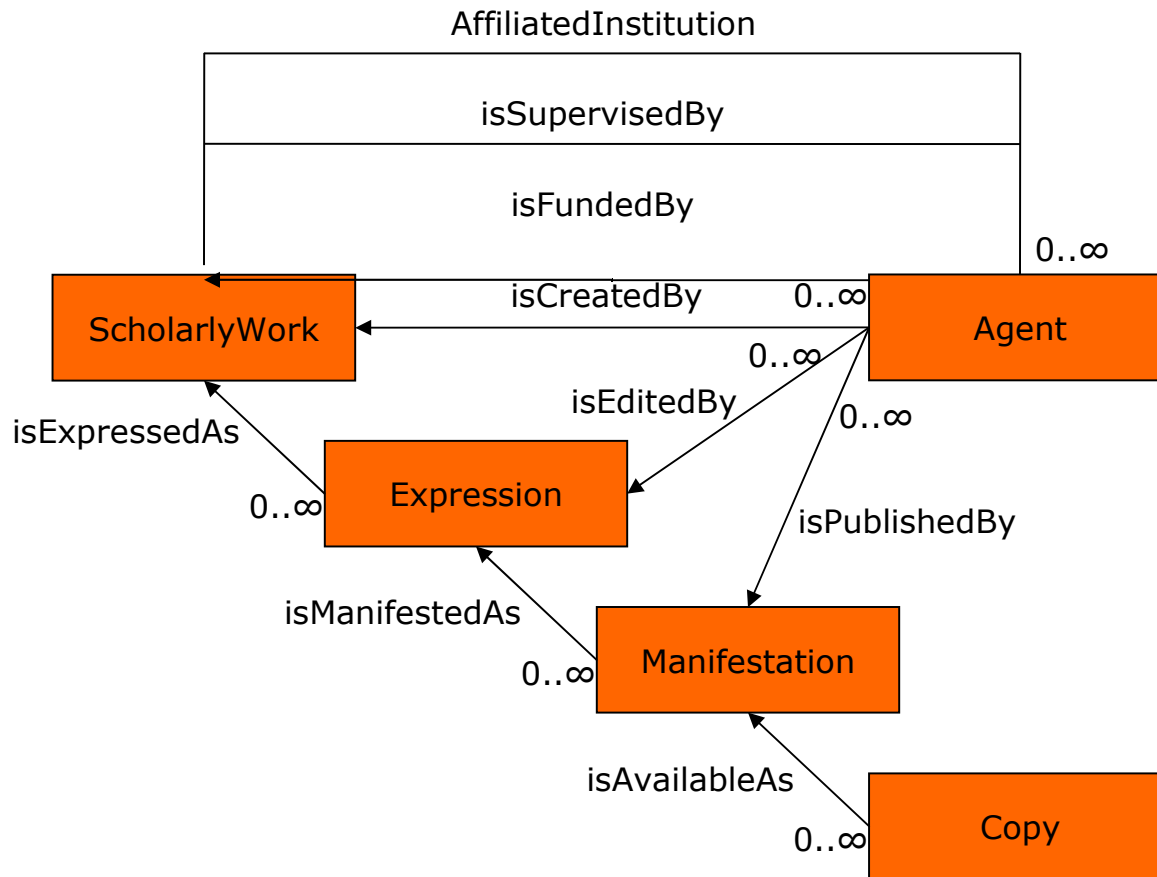 AffiliatedInstitution
isSupervisedBy
isFundedBy
0..∞
isCreatedBy
0..∞
ScholarlyWork
Agent
0..∞
isEditedBy
0..∞
isExpressedAs
Expression
0..∞
isPublishedBy
isManifestedAs
Manifestation
0..∞
isAvailableAs
Copy
0..∞